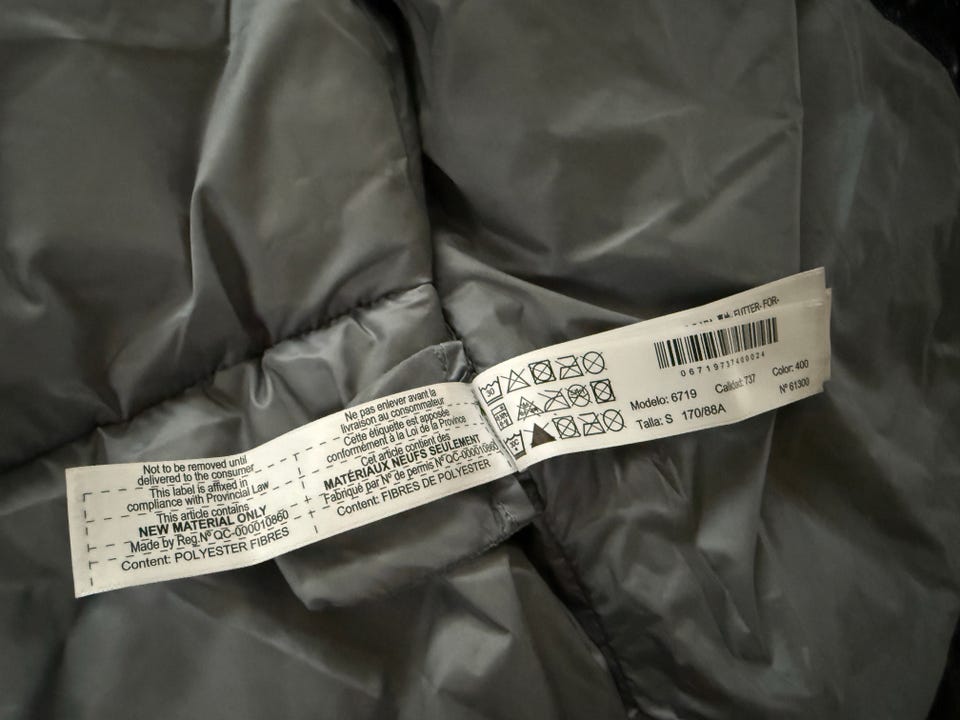 Not to be removed until
delivered to the consumer
This label is affixed in
compliance with Provincial Law
This article contains
NEW MATERIAL ONLY
Made by Reg.Nº QC-000010860
Content: POLYESTER FIBRES
Ne pas enlever avant la
livraison au consommateur
Cette étiquette est apposée
conformément à la Loi de la Province
Cet article contient des
MATÉRIAUX NEUFS SEULEMENT
Fabriqué par Nº de permis NºQC-000010860
Content: FIBRES DE POLYESTER
30
FUTTER-FOR-
06719737400024
Modelo: 6719 Calidad: 737 Color: 400
Talla: S 170/88A Nº 61300